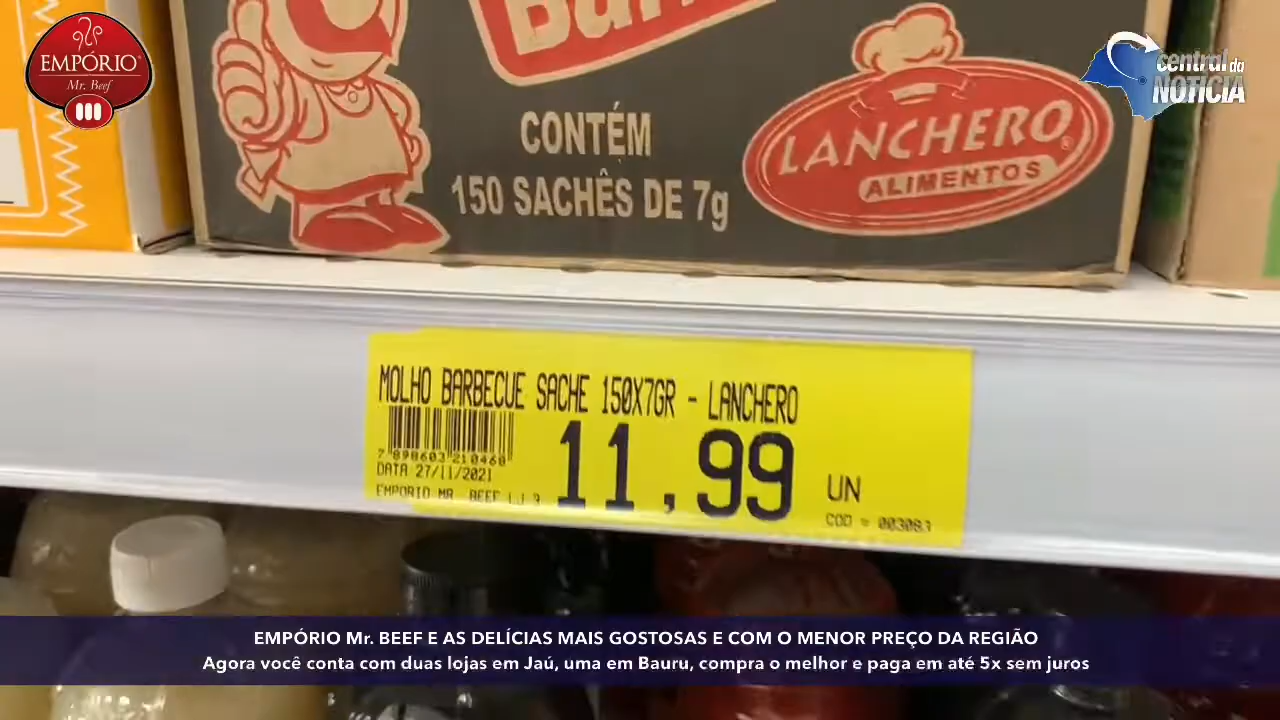 EMPÓRIO
Mr. Beef
central da
NOTÍCIA
CONTÉM
150 SACHÊS DE 7g
LANCHERO
ALIMENTOS
MOLHO BARBECUE SACHE 150X7GR - LANCHERO
7 898603 210468
DATA 27/11/2021
EMPORIO MR. BEEF
11,99
UN
COD = 003083
EMPÓRIO Mr. BEEF E AS DELÍCIAS MAIS GOSTOSAS E COM O MENOR PREÇO DA REGIÃO
Agora você conta com duas lojas em Jaú, uma em Bauru, compra o melhor e paga em até 5x sem juros